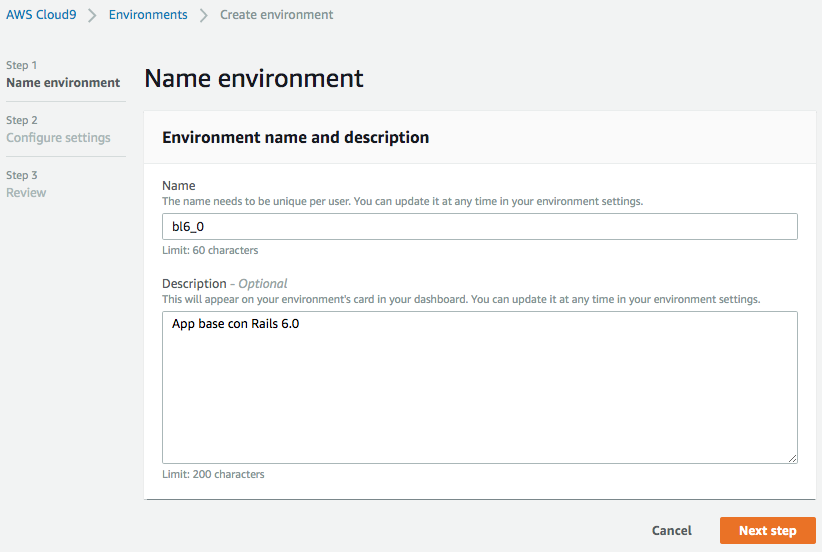 AWS Cloud9 > Environments > Create environment
Step 1
Name environment
Step 2
Configure settings
Step 3
Review
Name environment
Environment name and description
Name
The name needs to be unique per user. You can update it at any time in your environment settings.
bl6_0
Limit: 60 characters
Description - Optional
This will appear on your environment's card in your dashboard. You can update it at any time in your environment settings.
App base con Rails 6.0
Limit: 200 characters
Cancel Next step